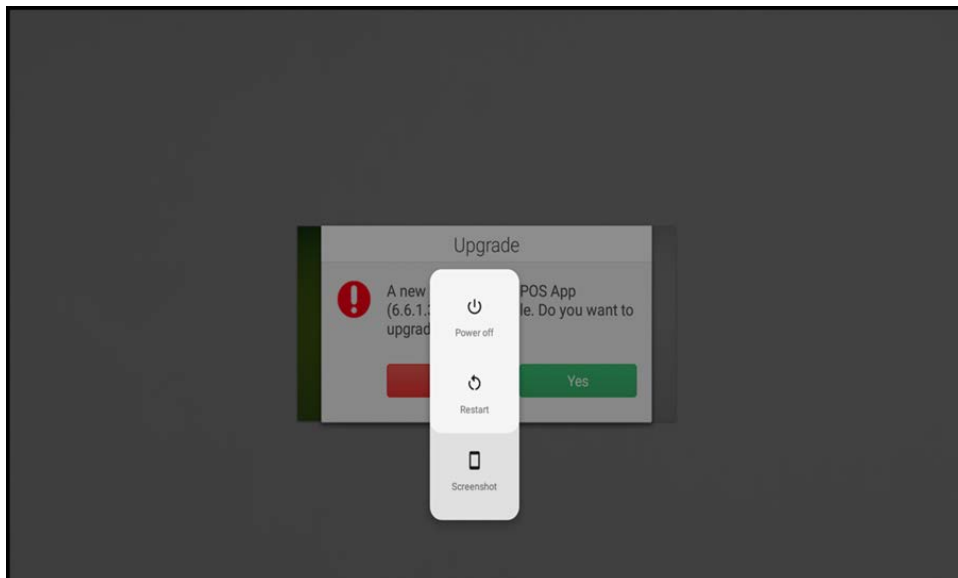 Upgrade
A new POS App
(6.6.1. le. Do you want to
upgrad
Yes
Power off
Restart
Screenshot